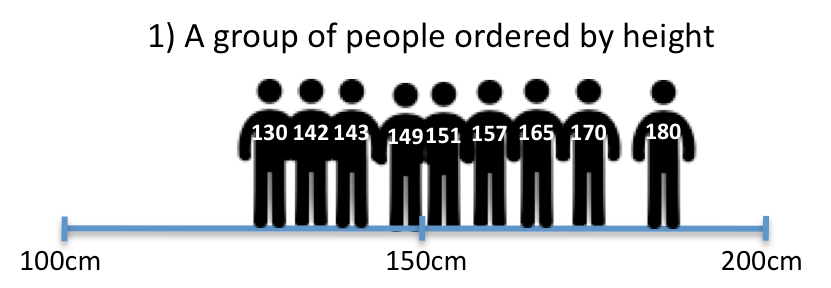 1) A group of people ordered by height
130 142 143 149 151 157 165 170 180
100cm 150cm 200cm